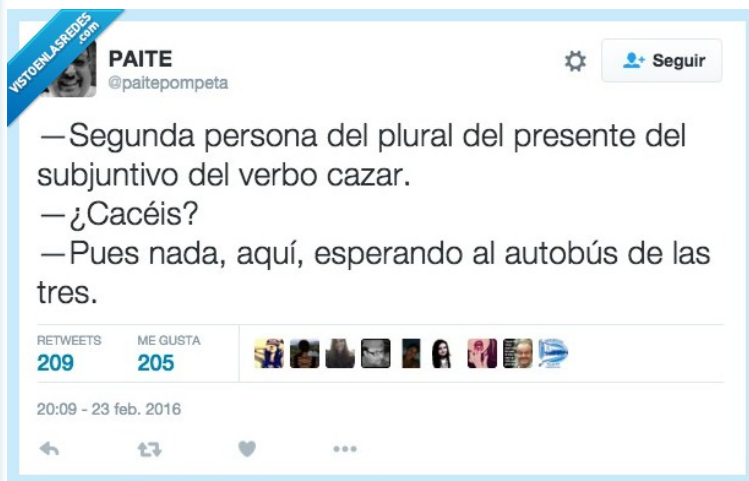 VISTOENLASREDES
.com
PAITE
@paitepompeta
Seguir
—Segunda persona del plural del presente del
subjuntivo del verbo cazar.
—¿Cacéis?
—Pues nada, aquí, esperando al autobús de las
tres.
RETWEETS ME GUSTA
209 205
20:09 - 23 feb. 2016